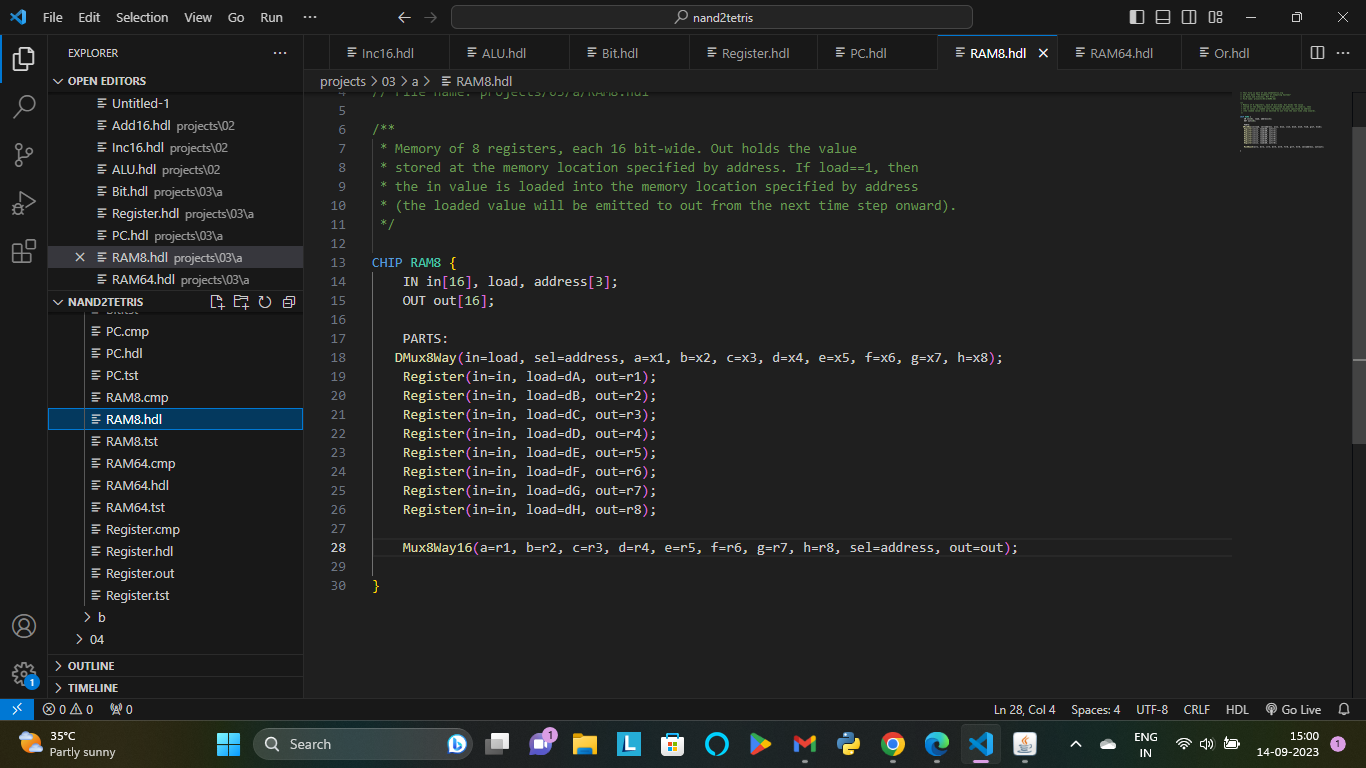 File Edit Selection View Go Run ··· nand2tetris
EXPLORER ···
OPEN EDITORS
Untitled-1
Add16.hdl projects\02
Inc16.hdl projects\02
ALU.hdl projects\02
Bit.hdl projects\03\a
Register.hdl projects\03\a
PC.hdl projects\03\a
RAM8.hdl projects\03\a
RAM64.hdl projects\03\a
NAND2TETRIS
PC.cmp
PC.hdl
PC.tst
RAM8.cmp
RAM8.hdl
RAM8.tst
RAM64.cmp
RAM64.hdl
RAM64.tst
Register.cmp
Register.hdl
Register.out
Register.tst
b
04
OUTLINE
TIMELINE
Inc16.hdl ALU.hdl Bit.hdl Register.hdl PC.hdl RAM8.hdl RAM64.hdl Or.hdl ···
projects > 03 > a > RAM8.hdl
4 // File name: projects/03/a/RAM8.hdl
5
6 /**
7 * Memory of 8 registers, each 16 bit-wide. Out holds the value
8 * stored at the memory location specified by address. If load==1, then
9 * the in value is loaded into the memory location specified by address
10 * (the loaded value will be emitted to out from the next time step onward).
11 */
12
13 CHIP RAM8 {
14 IN in[16], load, address[3];
15 OUT out[16];
16
17 PARTS:
18 DMux8Way(in=load, sel=address, a=x1, b=x2, c=x3, d=x4, e=x5, f=x6, g=x7, h=x8);
19 Register(in=in, load=dA, out=r1);
20 Register(in=in, load=dB, out=r2);
21 Register(in=in, load=dC, out=r3);
22 Register(in=in, load=dD, out=r4);
23 Register(in=in, load=dE, out=r5);
24 Register(in=in, load=dF, out=r6);
25 Register(in=in, load=dG, out=r7);
26 Register(in=in, load=dH, out=r8);
27
28 Mux8Way16(a=r1, b=r2, c=r3, d=r4, e=r5, f=r6, g=r7, h=r8, sel=address, out=out);
29
30 }
1
0 0 0 Ln 28, Col 4 Spaces: 4 UTF-8 CRLF HDL Go Live
35°C
Partly sunny
Search
1
ENG
IN
15:00
14-09-2023
1